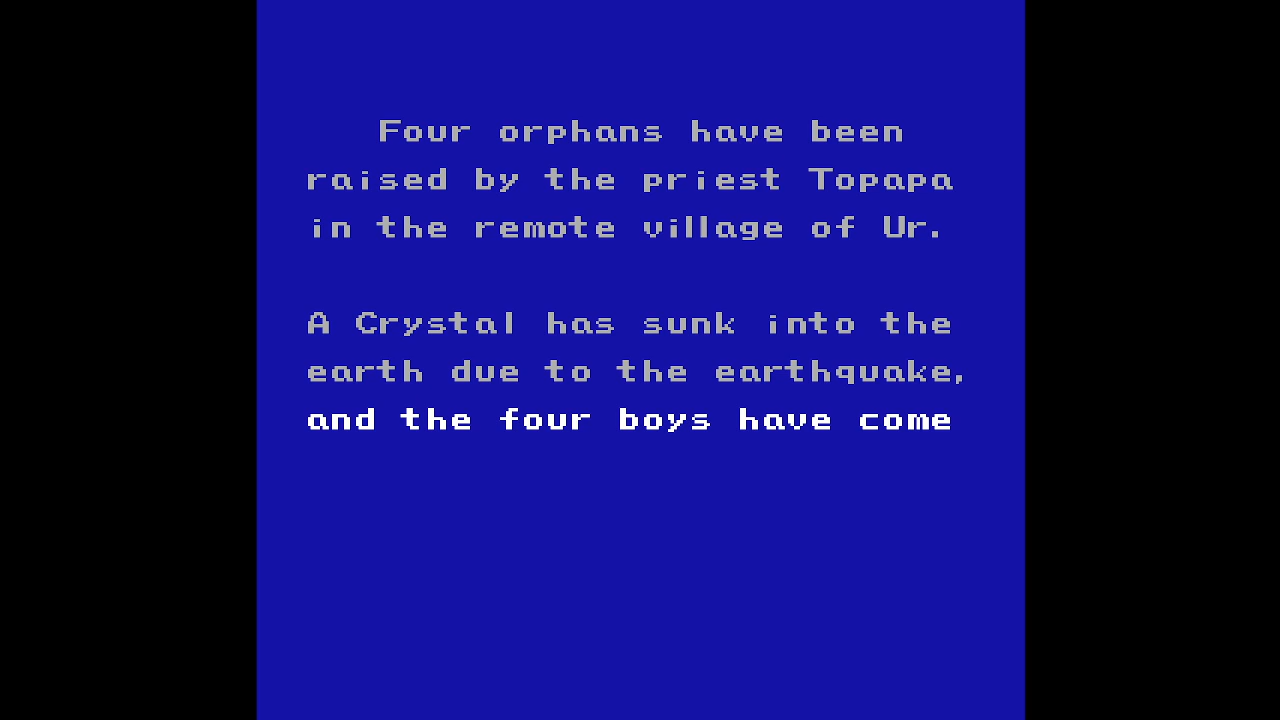 Four orphans have been
raised by the priest Topapa
in the remote village of Ur.
A Crystal has sunk into the
earth due to the earthquake,
and the four boys have come